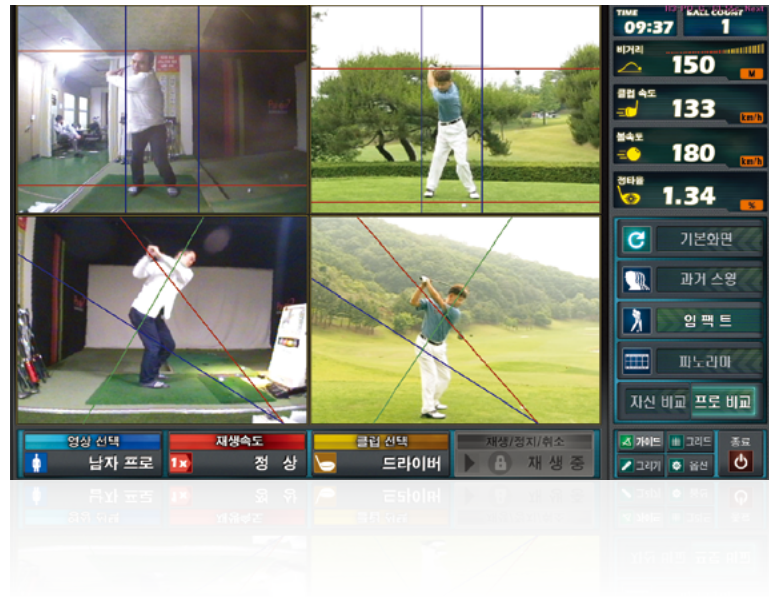 TIME
09:37
BALL COUNT
1
비거리
150
M
클럽 속도
133
km/h
볼속도
180
km/h
정타율
1.34
%
기본화면
과거 스윙
임팩트
파노라마
자신 비교
프로 비교
영상 선택
남자 프로
재생속도
1x
정상
클럽 선택
드라이버
재생/정지/취소
재생중
가이드
그리드
종료
그리기
옵션